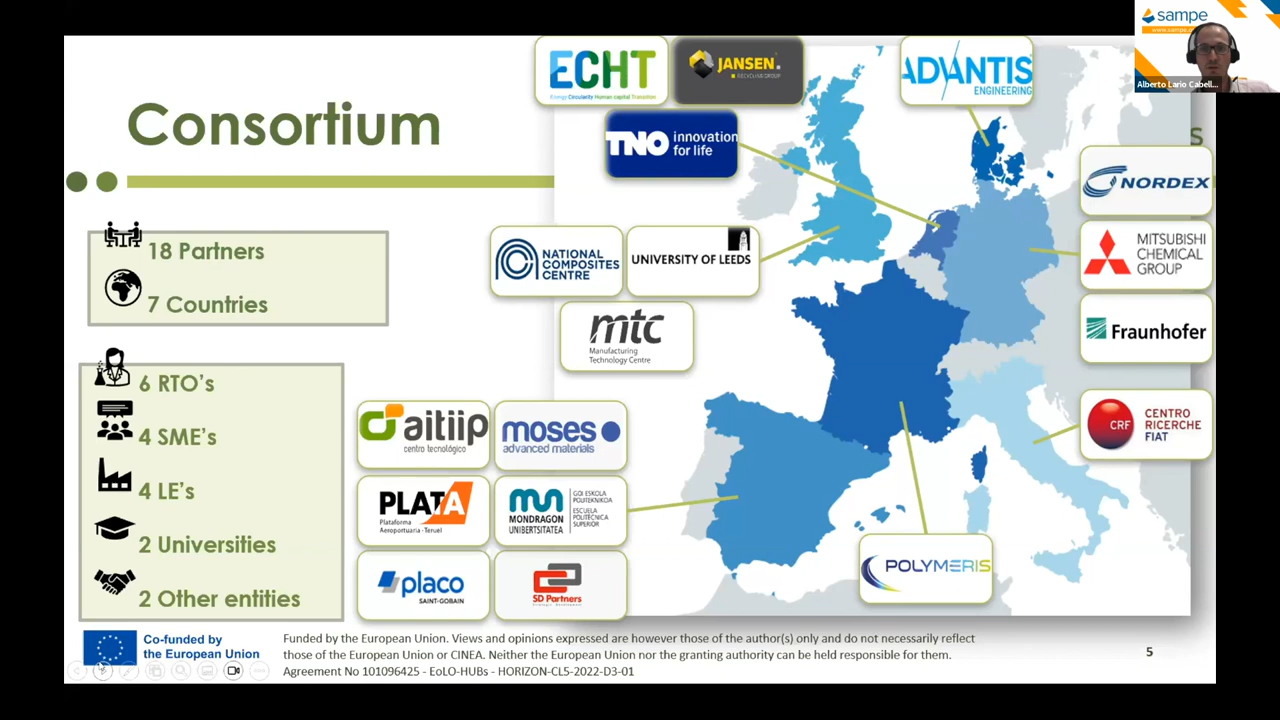 sampe
www.sampe.
Alberto Lario Cabell...
Consortium
S
18 Partners
7 Countries
6 RTO's
4 SME's
4 LE's
2 Universities
2 Other entities
ECHT
Energy Circularity Human capital Transition
JANSEN.
RECYCLING GROUP
ADVANTIS
ENGINEERING
TNO innovation
for life
NORDEX
NATIONAL
COMPOSITES
CENTRE
UNIVERSITY OF LEEDS
MITSUBISHI
CHEMICAL
GROUP
mtc
Manufacturing
Technology Centre
Fraunhofer
aitiip
centro tecnológico
moses
advanced materials
CRF
CENTRO
RICERCHE
FIAT
PLATA
Plataforma
Aeroportuaria - Teruel
MONDRAGON
UNIBERTSITATEA
GOI ESKOLA
POLITEKNIKOA
ESCUELA
POLITÉCNICA
SUPERIOR
placo
SAINT-GOBAIN
SD Partners
Strategic Development
POLYMERIS
Co-funded by
the European Union
Funded by the European Union. Views and opinions expressed are however those of the author(s) only and do not necessarily reflect
those of the European Union or CINEA. Neither the European Union nor the granting authority can be held responsible for them.
Agreement No 101096425 - EoLO-HUBs - HORIZON-CL5-2022-D3-01
5